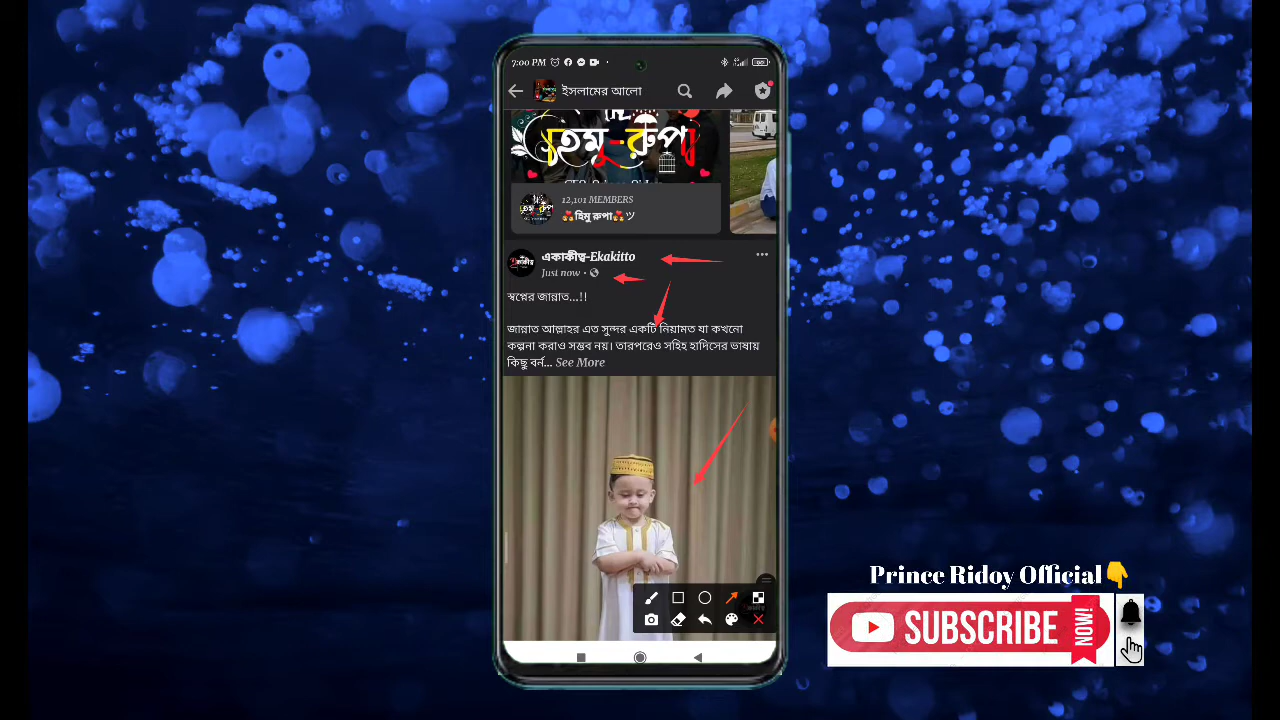 7:00 PM
ইসলামের আলো
হিমু-রুপা
12,101 MEMBERS
হিমু রুপা
একাকীত্ব-Ekakitto
Just now
স্বপ্নের জান্নাত...!!
জান্নাত আল্লাহর এত সুন্দর একটি নিয়ামত যা কখনো
কল্পনা করাও সম্ভব নয়। তারপরেও সহিহ হাদিসের ভাষায়
কিছু বর্ন... See More
Prince Ridoy Official👇
SUBSCRIBE
NOW!